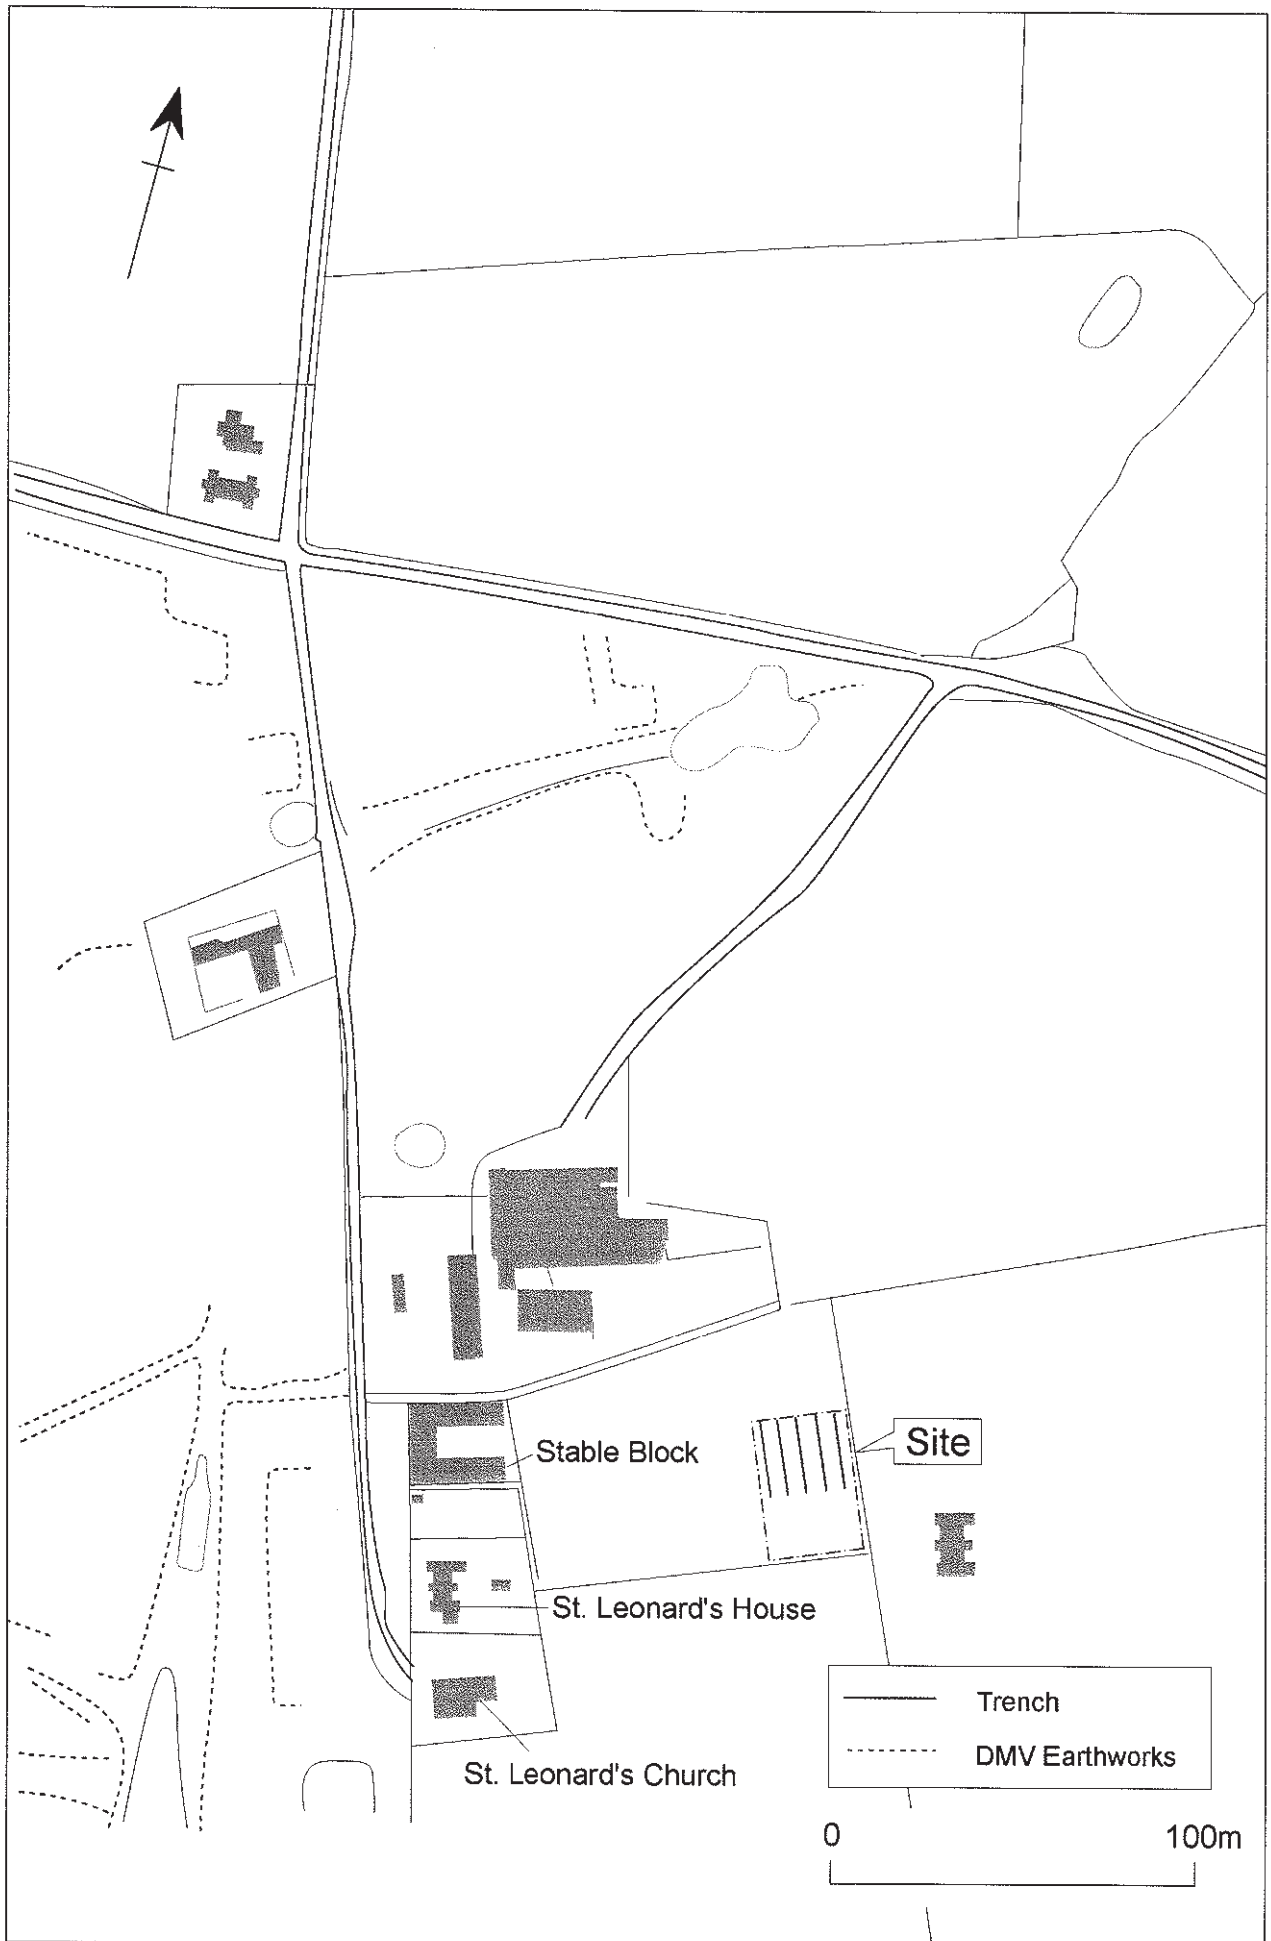 Site
Stable Block
St. Leonard's House
Trench
DMV Earthworks
St. Leonard's Church
0 100m